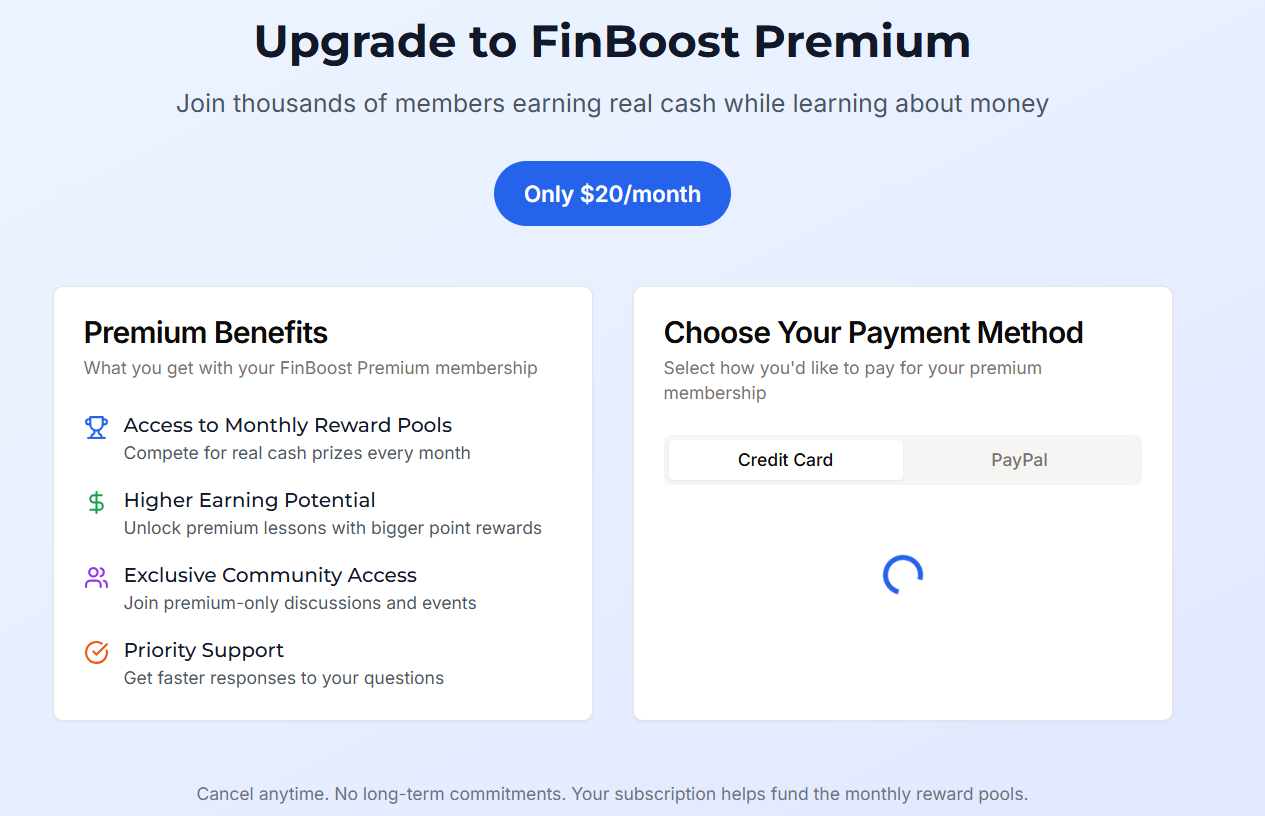 Upgrade to FinBoost Premium
Join thousands of members earning real cash while learning about money
Only $20/month
Premium Benefits
What you get with your FinBoost Premium membership
Access to Monthly Reward Pools
Compete for real cash prizes every month
Higher Earning Potential
Unlock premium lessons with bigger point rewards
Exclusive Community Access
Join premium-only discussions and events
Priority Support
Get faster responses to your questions
Choose Your Payment Method
Select how you'd like to pay for your premium
membership
Credit Card
PayPal
Cancel anytime. No long-term commitments. Your subscription helps fund the monthly reward pools.